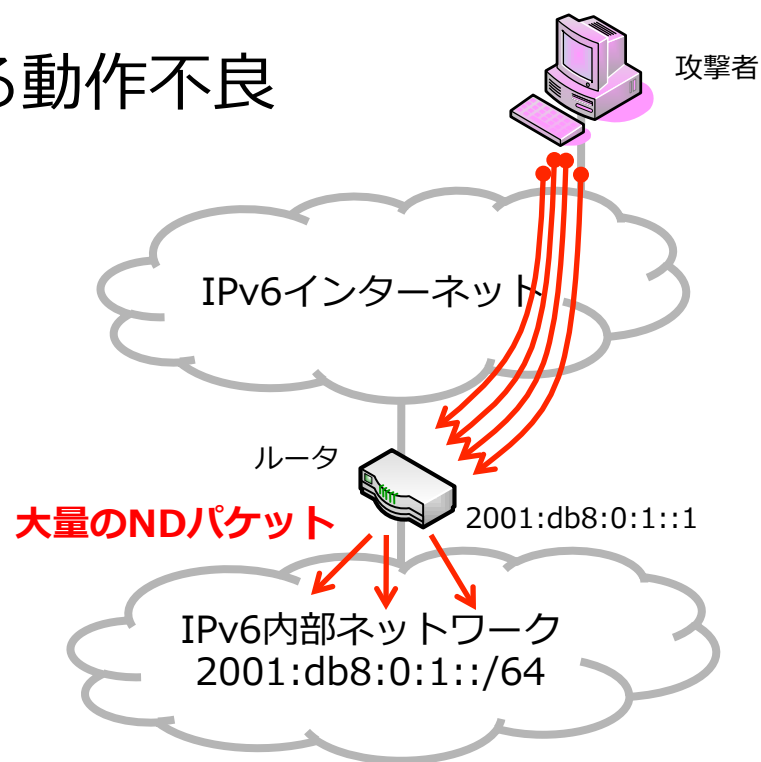 る動作不良
攻撃者
IPv6インターネット
ルータ
大量のNDパケット
2001:db8:0:1::1
IPv6内部ネットワーク
2001:db8:0:1::/64